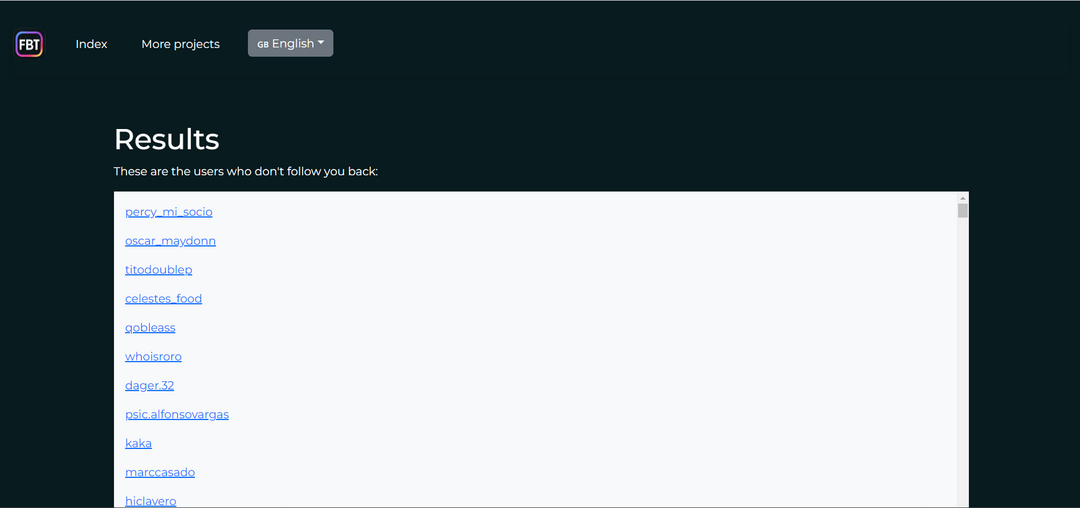 FBT
Index
More projects
GB English
Results
These are the users who don't follow you back:
percy_mi_socio
oscar_maydonn
titodoublep
celestes_food
qobleass
whoisroro
dager.32
psic.alfonsovargas
kaka
marccasado
hiclavero